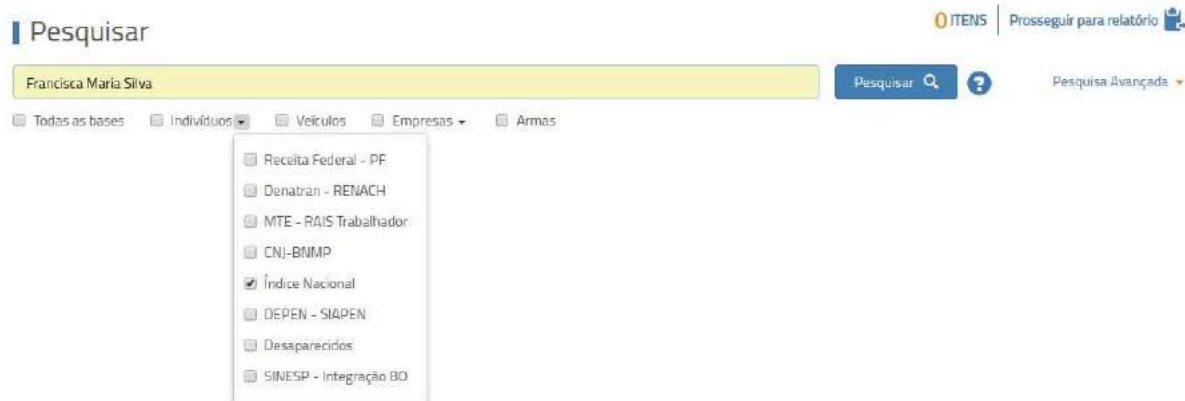 Pesquisar
0 ITENS
Prosseguir para relatório
Francisca Maria Silva
Pesquisar
?
Pesquisa Avançada
Todas as bases
Indivíduos
Veículos
Empresas
Armas
Receita Federal - PF
Denatran - RENACH
MTE - RAIS Trabalhador
CNJ-BNMP
Índice Nacional
DEPEN - SIAPEN
Desaparecidos
SINESP - Integração BO